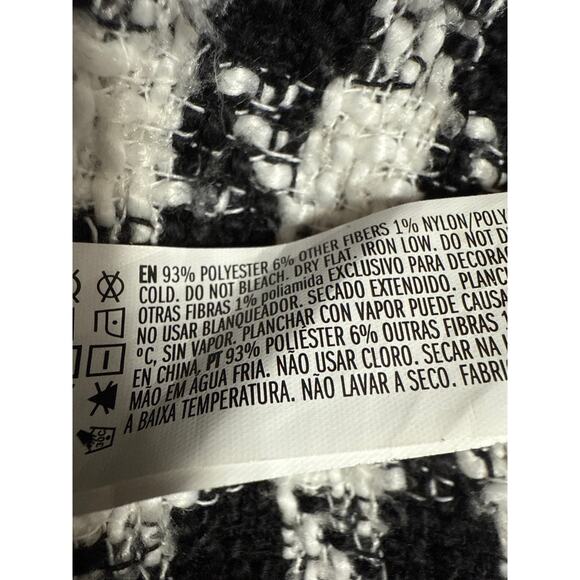 EN 93% POLYESTER 6% OTHER FIBERS 1% NYLON/POLY
COLD. DO NOT BLEACH. DRY FLAT. IRON LOW. DO NOT D
OTRAS FIBRAS 1% poliamida EXCLUSIVO PARA DECORA
NO USAR BLANQUEADOR. SECADO EXTENDIDO. PLANCH
ºC, SIN VAPOR. PLANCHAR CON VAPOR PUEDE CAUSA
EN CHINA, PT 93% POLIÉSTER 6% OUTRAS FIBRAS 1
MÃO EM ÁGUA FRIA. NÃO USAR CLORO. SECAR NA
A BAIXA TEMPERATURA. NÃO LAVAR A SECO. FABRI
30C